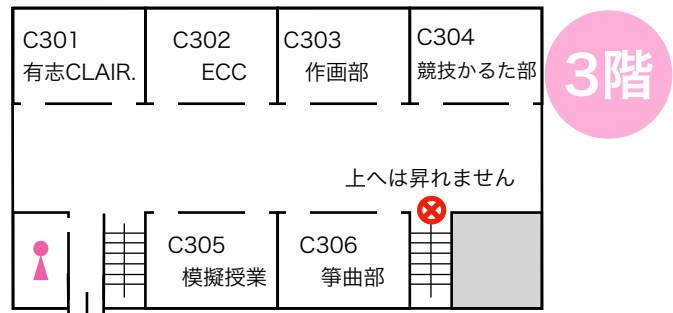 C301
有志CLAIR.
C302
ECC
C303
作画部
C304
競技かるた部
3階
上へは昇れません
C305
模擬授業
C306
箏曲部